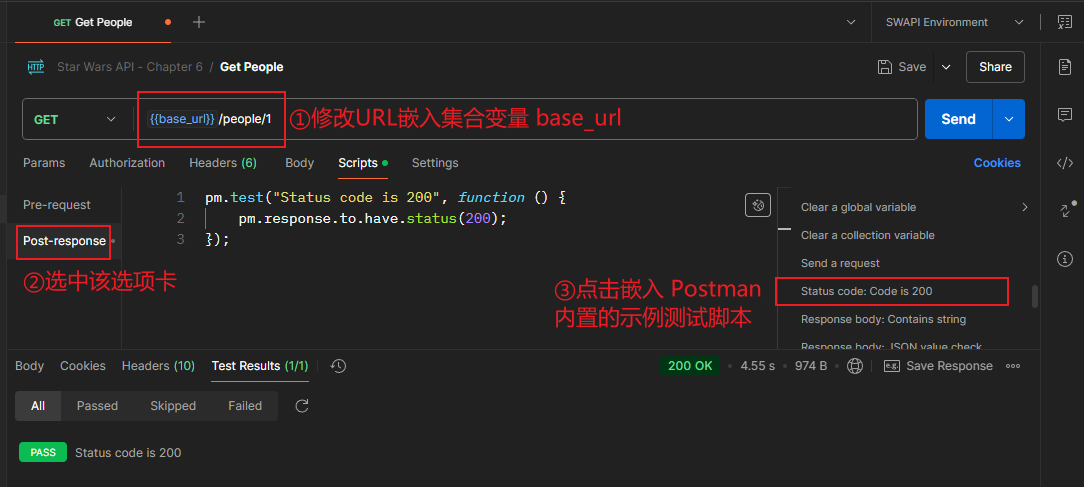 GET Get People
SWAPI Environment
HTTP Star Wars API - Chapter 6 / Get People
Save
Share
GET
{{base_url}} /people/1
①修改URL嵌入集合变量 base_url
Send
Params Authorization Headers (6) Body Scripts Settings
Cookies
Pre-request
Post-response
②选中该选项卡
1 pm.test("Status code is 200", function () {
2 pm.response.to.have.status(200);
3 });
③点击嵌入 Postman
内置的示例测试脚本
Clear a global variable
Clear a collection variable
Send a request
Status code: Code is 200
Response body: Contains string
Response body: JSON value check
Body Cookies Headers (10) Test Results (1/1)
200 OK • 4.55 s • 974 B
e.g. Save Response
All Passed Skipped Failed
PASS Status code is 200